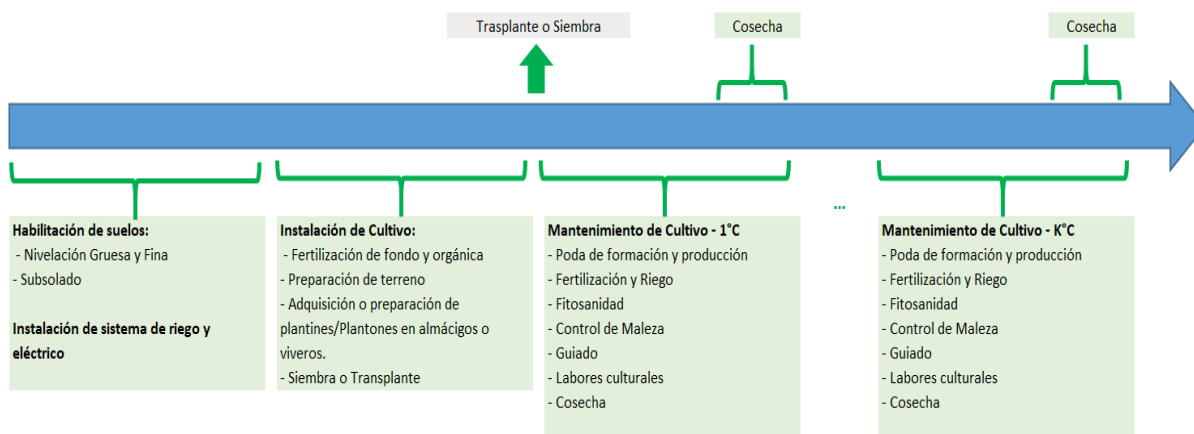 Trasplante o Siembra
Cosecha
Cosecha
Habilitación de suelos:
- Nivelación Gruesa y Fina
- Subsolado
Instalación de sistema de riego y
eléctrico
Instalación de Cultivo:
- Fertilización de fondo y orgánica
- Preparación de terreno
- Adquisición o preparación de
plantines/Plantones en almácigos o
viveros.
- Siembra o Transplante
Mantenimiento de Cultivo - 1°C
- Poda de formación y producción
- Fertilización y Riego
- Fitosanidad
- Control de Maleza
- Guiado
- Labores culturales
- Cosecha
...
Mantenimiento de Cultivo - K°C
- Poda de formación y producción
- Fertilización y Riego
- Fitosanidad
- Control de Maleza
- Guiado
- Labores culturales
- Cosecha